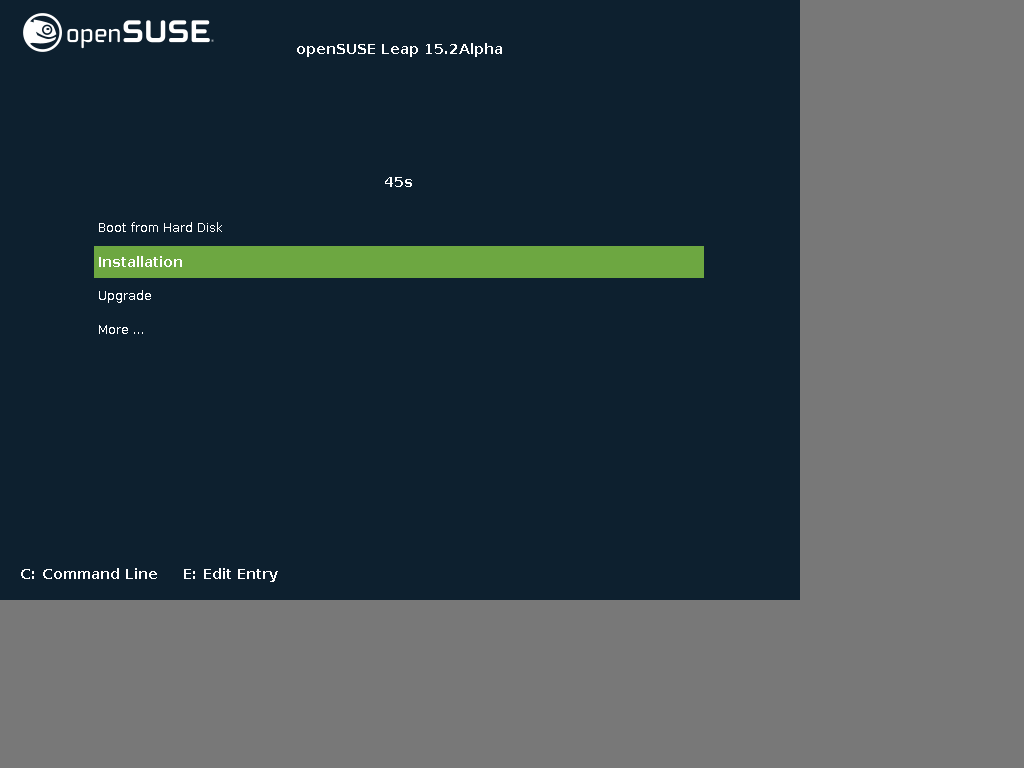 openSUSE.
openSUSE Leap 15.2Alpha
45s
Boot from Hard Disk
Installation
Upgrade
More ...
C: Command Line E: Edit Entry